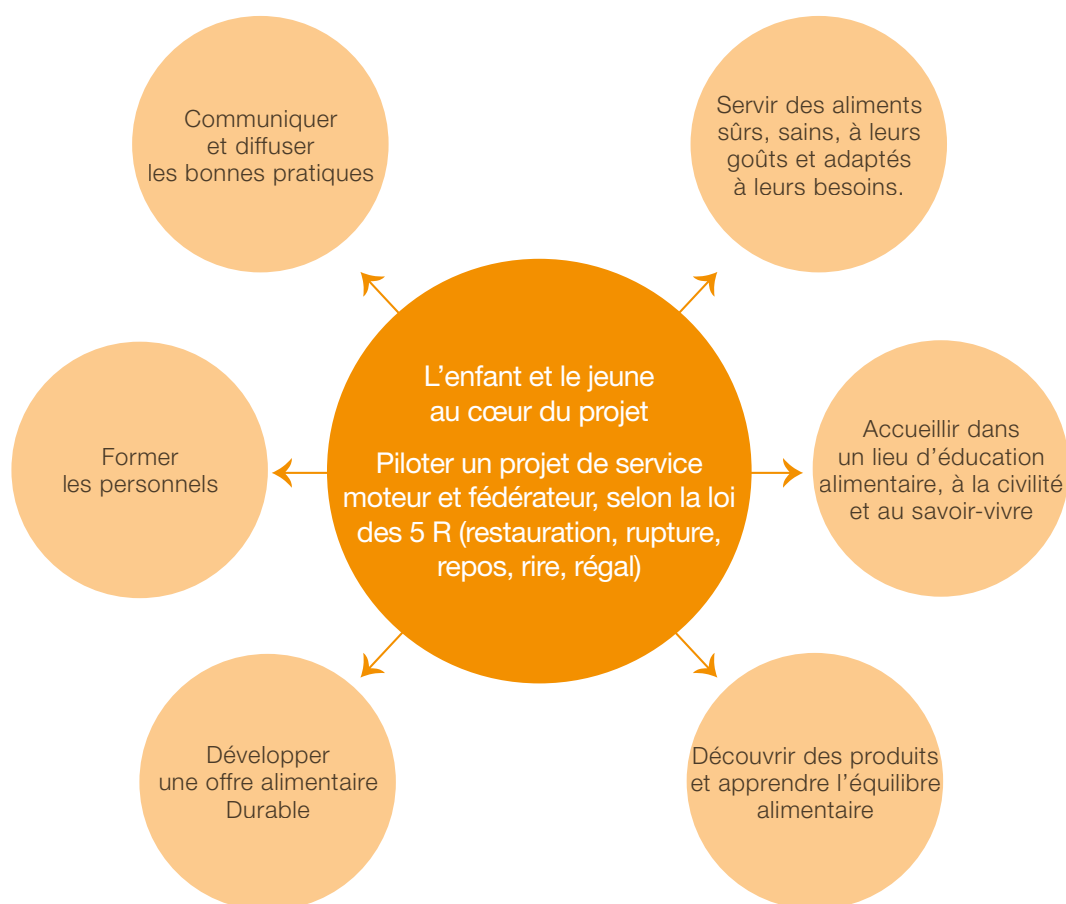 Communiquer
et diffuser
les bonnes pratiques
Servir des aliments
sûrs, sains, à leurs
goûts et adaptés
à leurs besoins.
L'enfant et le jeune
au cœur du projet
Piloter un projet de service
moteur et fédérateur, selon la loi
des 5 R (restauration, rupture,
repos, rire, régal)
Former
les personnels
Accueillir dans
un lieu d'éducation
alimentaire, à la civilité
et au savoir-vivre
Développer
une offre alimentaire
Durable
Découvrir des produits
et apprendre l'équilibre
alimentaire